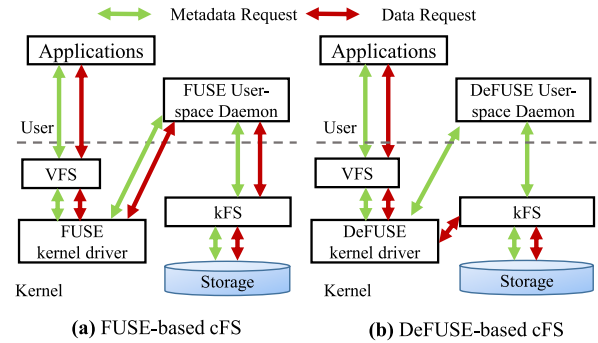 Metadata Request
Data Request
Applications
FUSE User-
space Daemon
User
VFS
FUSE
kernel driver
kFS
Storage
Kernel
(a) FUSE-based cFS
Applications
DeFUSE User-
space Daemon
User
VFS
DeFUSE
kernel driver
kFS
Storage
Kernel
(b) DeFUSE-based cFS